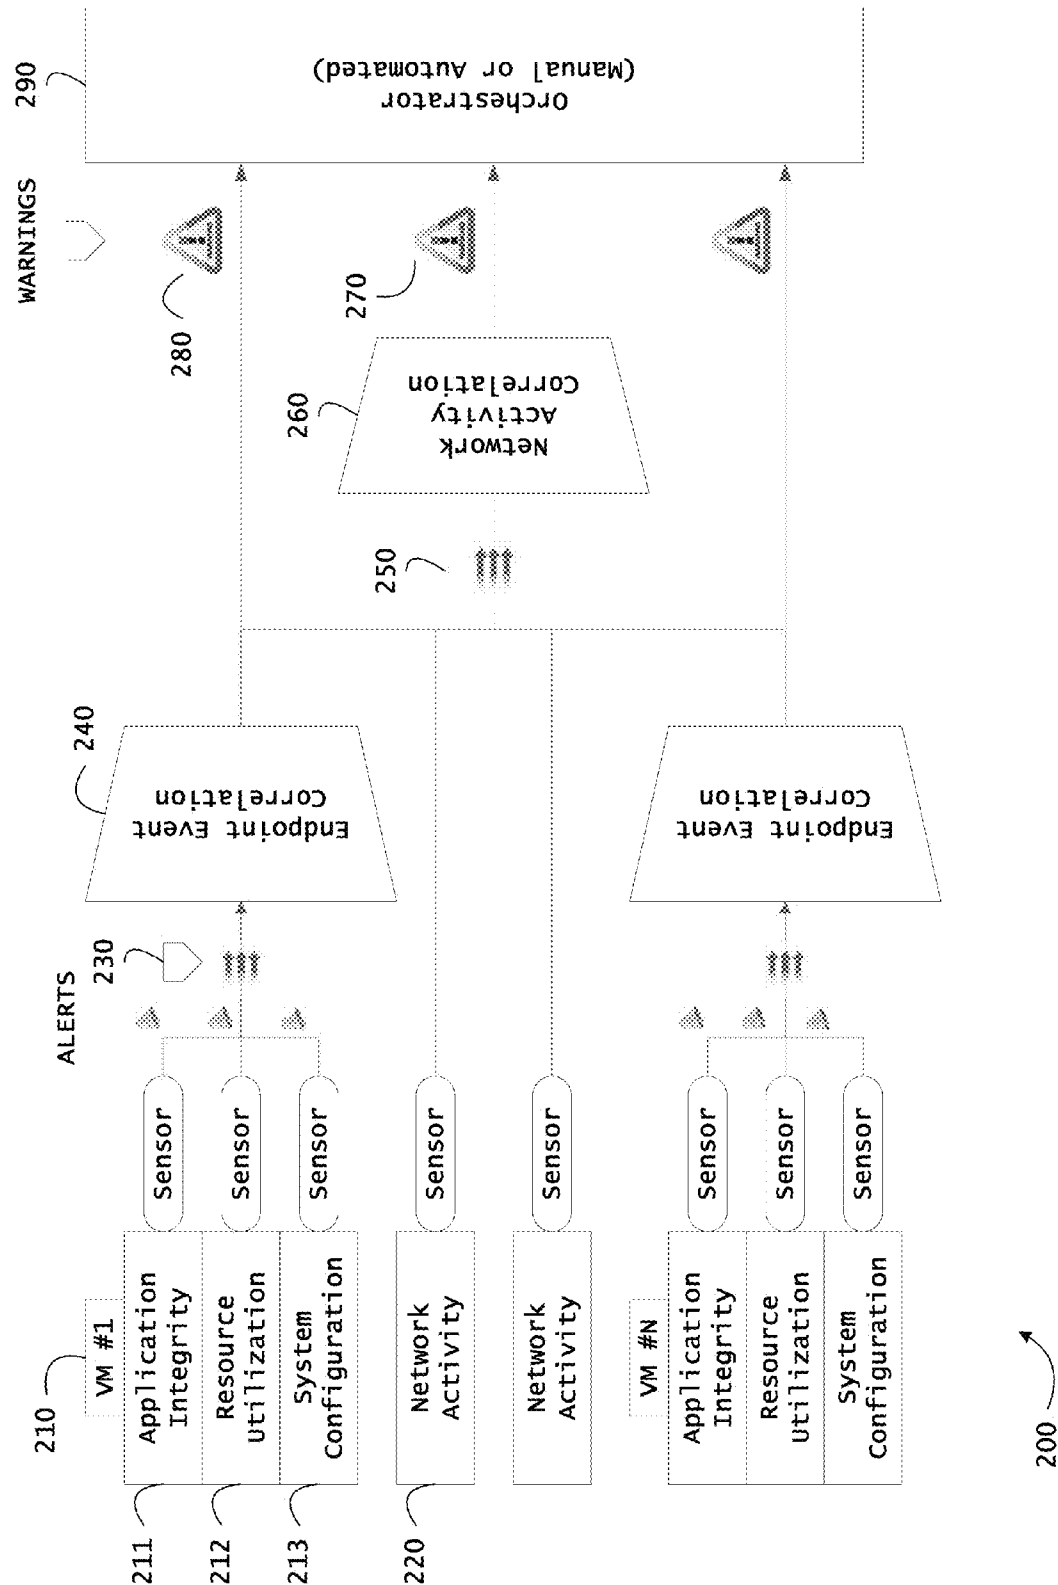 210
VM #1
211
Application
Integrity
Sensor
212
Resource
Utilization
Sensor
213
System
Configuration
Sensor
220
Network
Activity
Sensor
Network
Activity
Sensor
VM #N
Application
Integrity
Sensor
Resource
Utilization
Sensor
System
Configuration
Sensor
ALERTS
230
240
Endpoint Event
Correlation
Endpoint Event
Correlation
250
260
Network
Activity
Correlation
270
280
WARNINGS
290
Orchestrator
(Manual or Automated)
200